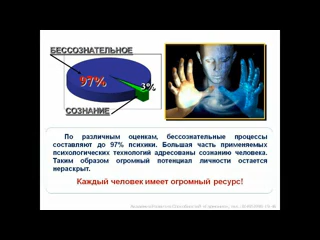 БЕССОЗНАТЕЛЬНОЕ
97%
3%
СОЗНАНИЕ
По различным оценкам, бессознательные процессы
составляют до 97% психики. Большая часть применяемых
психологических технологий адресованы сознанию человека.
Таким образом огромный потенциал личности остается
нераскрыт.
Каждый человек имеет огромный ресурс!